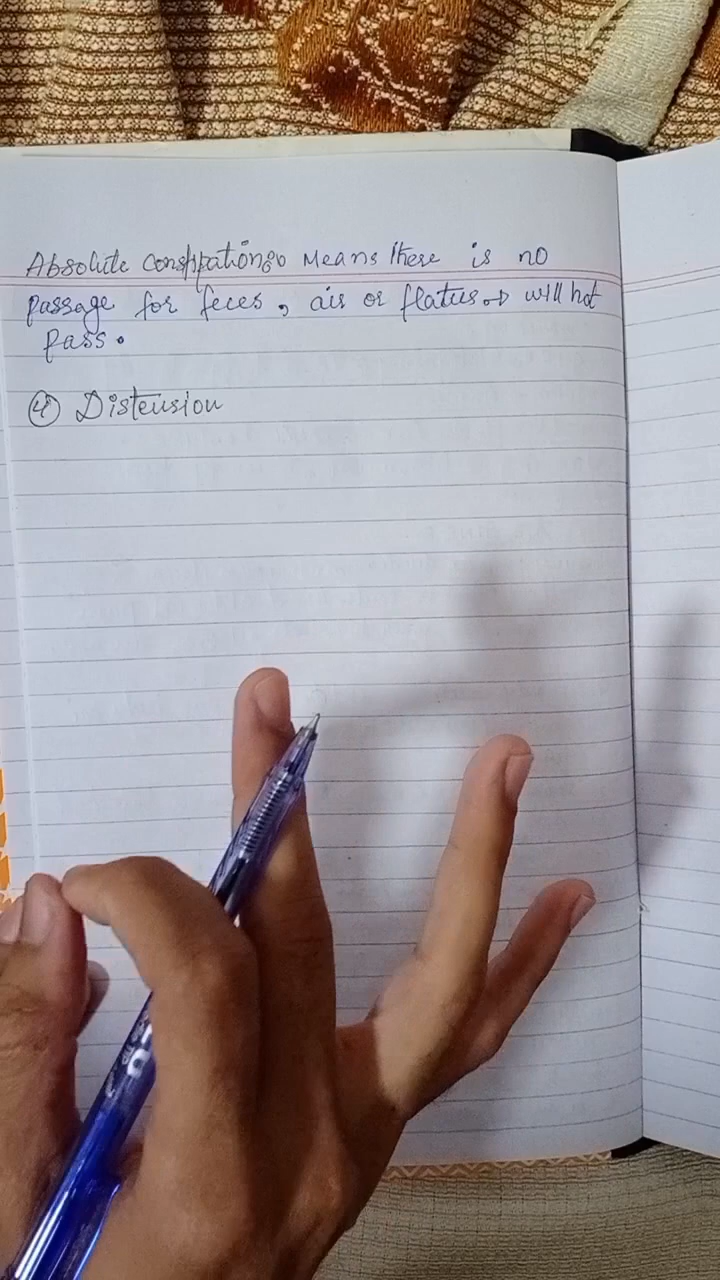 Absolute Constipation:- Means there is no
passage for feces, air or flatus → will not
pass.
④ Distension